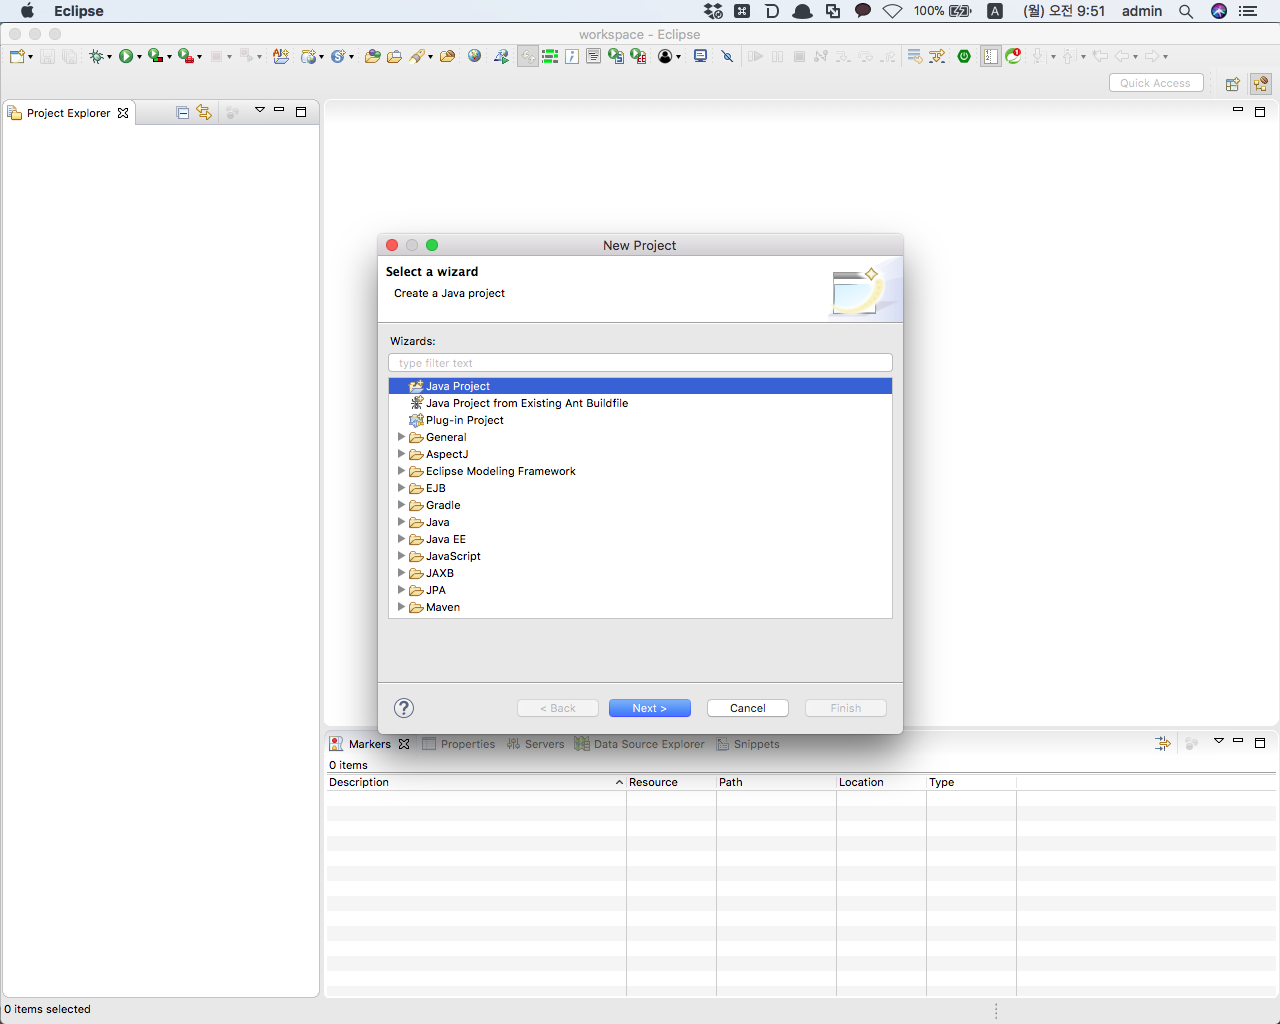 Eclipse
100%
A
(월) 오전 9:51
admin
workspace - Eclipse
Quick Access
Project Explorer
New Project
Select a wizard
Create a Java project
Wizards:
type filter text
Java Project
Java Project from Existing Ant Buildfile
Plug-in Project
General
AspectJ
Eclipse Modeling Framework
EJB
Gradle
Java
Java EE
JavaScript
JAXB
JPA
Maven
?
< Back
Next >
Cancel
Finish
Markers
Properties
Servers
Data Source Explorer
Snippets
0 items
Description
Resource
Path
Location
Type
0 items selected